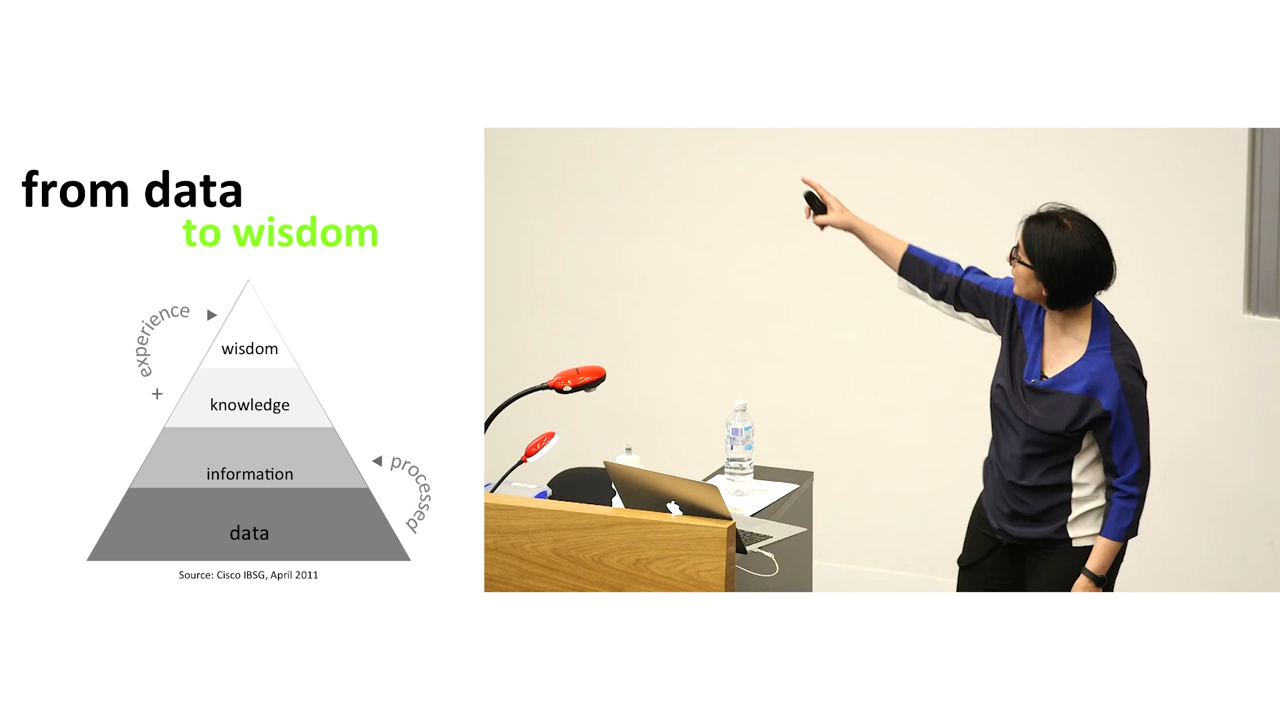 from data
to wisdom
experience
+
wisdom
knowledge
information
processed
data
Source: Cisco IBSG, April 2011